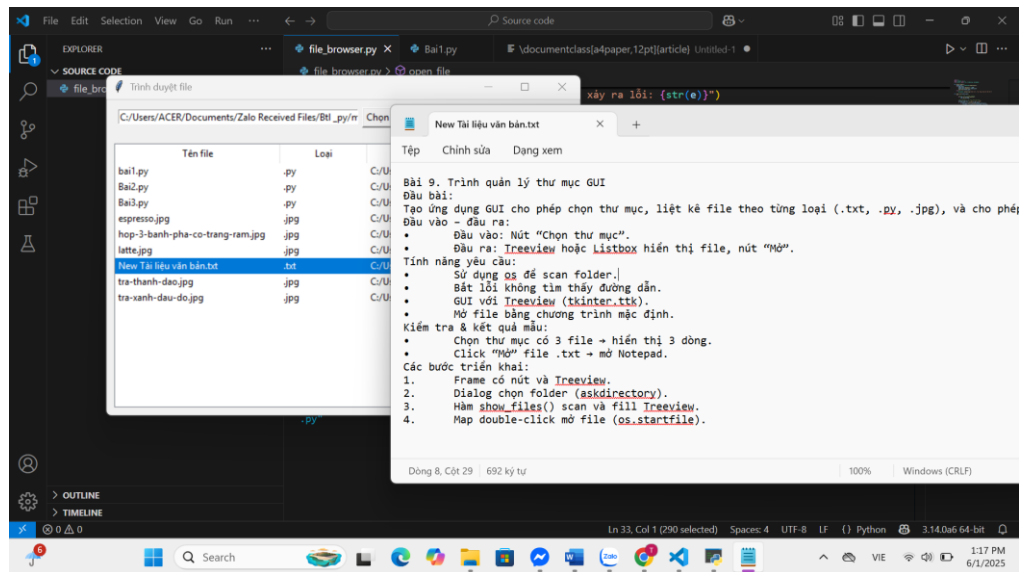 File Edit Selection View Go Run ··· Source code
EXPLORER ···
file_browser.py Bai1.py \documentclass[a4paper,12pt]{article} Untitled-1
SOURCE CODE
file_browser.py > open_file
file_bro
xảy ra lỗi: {str(e)}")
Trình duyệt file
C:/Users/ACER/Documents/Zalo Received Files/Btl _py/m Chọn
Tên file Loại
bai1.py .py C:/U
Bai2.py .py C:/U
Bai3.py .py C:/U
espresso.jpg .jpg C:/U
hop-3-banh-pha-co-trang-ram.jpg .jpg C:/U
latte.jpg .jpg C:/U
New Tài liệu văn bản.txt .txt C:/U
tra-thanh-dao.jpg .jpg C:/U
tra-xanh-dau-do.jpg .jpg C:/U
.py"
New Tài liệu văn bản.txt
Tệp Chỉnh sửa Dạng xem
Bài 9. Trình quản lý thư mục GUI
Đầu bài:
Tạo ứng dụng GUI cho phép chọn thư mục, liệt kê file theo từng loại (.txt, .py, .jpg), và cho phép
Đầu vào – đầu ra:
• Đầu vào: Nút “Chọn thư mục”.
• Đầu ra: Treeview hoặc Listbox hiển thị file, nút “Mở”.
Tính năng yêu cầu:
• Sử dụng os để scan folder.
• Bắt lỗi không tìm thấy đường dẫn.
• GUI với Treeview (tkinter.ttk).
• Mở file bằng chương trình mặc định.
Kiểm tra & kết quả mẫu:
• Chọn thư mục có 3 file → hiển thị 3 dòng.
• Click “Mở” file .txt → mở Notepad.
Các bước triển khai:
1. Frame có nút và Treeview.
2. Dialog chọn folder (askdirectory).
3. Hàm show_files() scan và fill Treeview.
4. Map double-click mở file (os.startfile).
Dòng 8, Cột 29 692 ký tự 100% Windows (CRLF)
OUTLINE
TIMELINE
0 0 Ln 33, Col 1 (290 selected) Spaces: 4 UTF-8 LF {} Python 3.14.0a6 64-bit
6 Search Zalo VIE 1:17 PM
6/1/2025